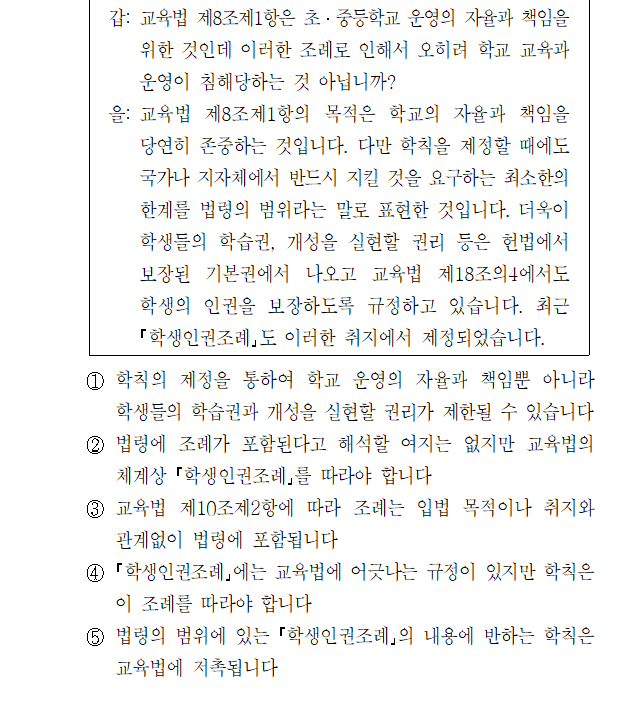 갑: 교육법 제8조제1항은 초·중등학교 운영의 자율과 책임을
위한 것인데 이러한 조례로 인해서 오히려 학교 교육과
운영이 침해당하는 것 아닙니까?
을: 교육법 제8조제1항의 목적은 학교의 자율과 책임을
당연히 존중하는 것입니다. 다만 학칙을 제정할 때에도
국가나 지자체에서 반드시 지킬 것을 요구하는 최소한의
한계를 법령의 범위라는 말로 표현한 것입니다. 더욱이
학생들의 학습권, 개성을 실현할 권리 등은 헌법에서
보장된 기본권에서 나오고 교육법 제18조의4에서도
학생의 인권을 보장하도록 규정하고 있습니다. 최근
『학생인권조례』도 이러한 취지에서 제정되었습니다.
① 학칙의 제정을 통하여 학교 운영의 자율과 책임뿐 아니라
학생들의 학습권과 개성을 실현할 권리가 제한될 수 있습니다
② 법령에 조례가 포함된다고 해석할 여지는 없지만 교육법의
체계상 『학생인권조례』를 따라야 합니다
③ 교육법 제10조제2항에 따라 조례는 입법 목적이나 취지와
관계없이 법령에 포함됩니다
④ 『학생인권조례』에는 교육법에 어긋나는 규정이 있지만 학칙은
이 조례를 따라야 합니다
⑤ 법령의 범위에 있는 『학생인권조례』의 내용에 반하는 학칙은
교육법에 저촉됩니다